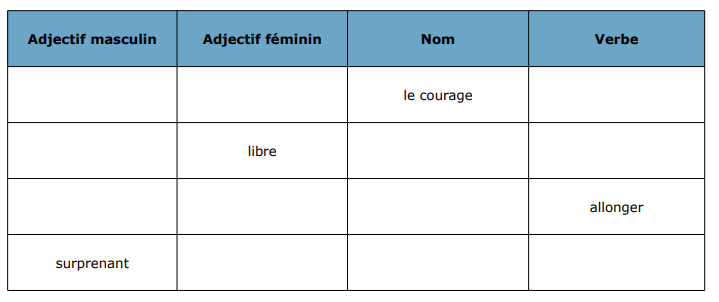 Adjectif masculin Adjectif féminin Nom Verbe
le courage
libre
allonger
surprenant